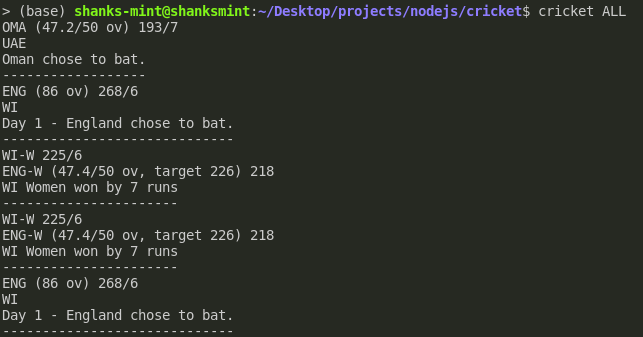 > (base) shanks-mint@shanksmint:~/Desktop/projects/nodejs/cricket$ cricket ALL
OMA (47.2/50 ov) 193/7
UAE
Oman chose to bat.
------------------
ENG (86 ov) 268/6
WI
Day 1 - England chose to bat.
-----------------------------
WI-W 225/6
ENG-W (47.4/50 ov, target 226) 218
WI Women won by 7 runs
----------------------
WI-W 225/6
ENG-W (47.4/50 ov, target 226) 218
WI Women won by 7 runs
----------------------
ENG (86 ov) 268/6
WI
Day 1 - England chose to bat.
-----------------------------